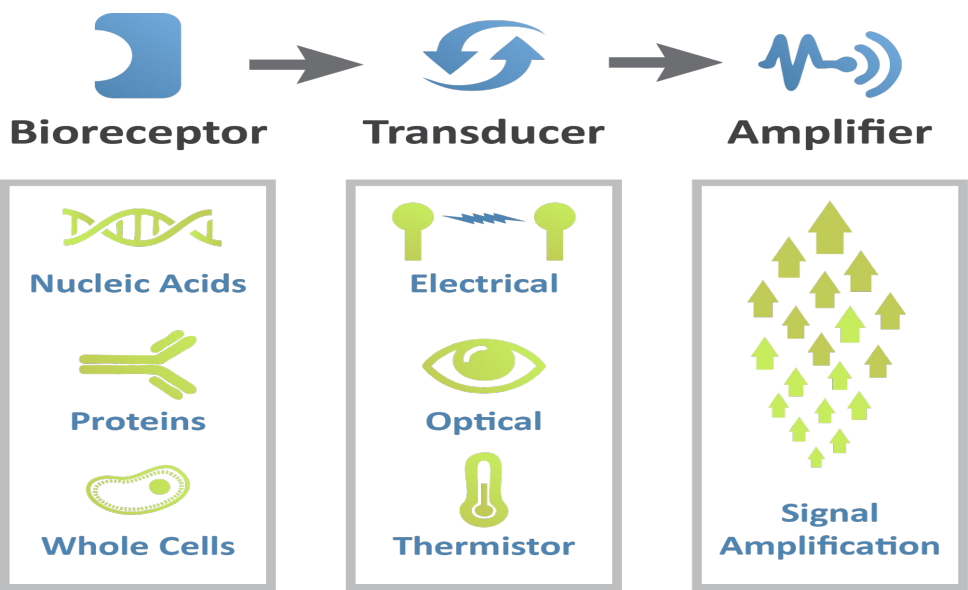 Bioreceptor
Transducer
Amplifier
Nucleic Acids
Proteins
Whole Cells
Electrical
Optical
Thermistor
Signal
Amplification